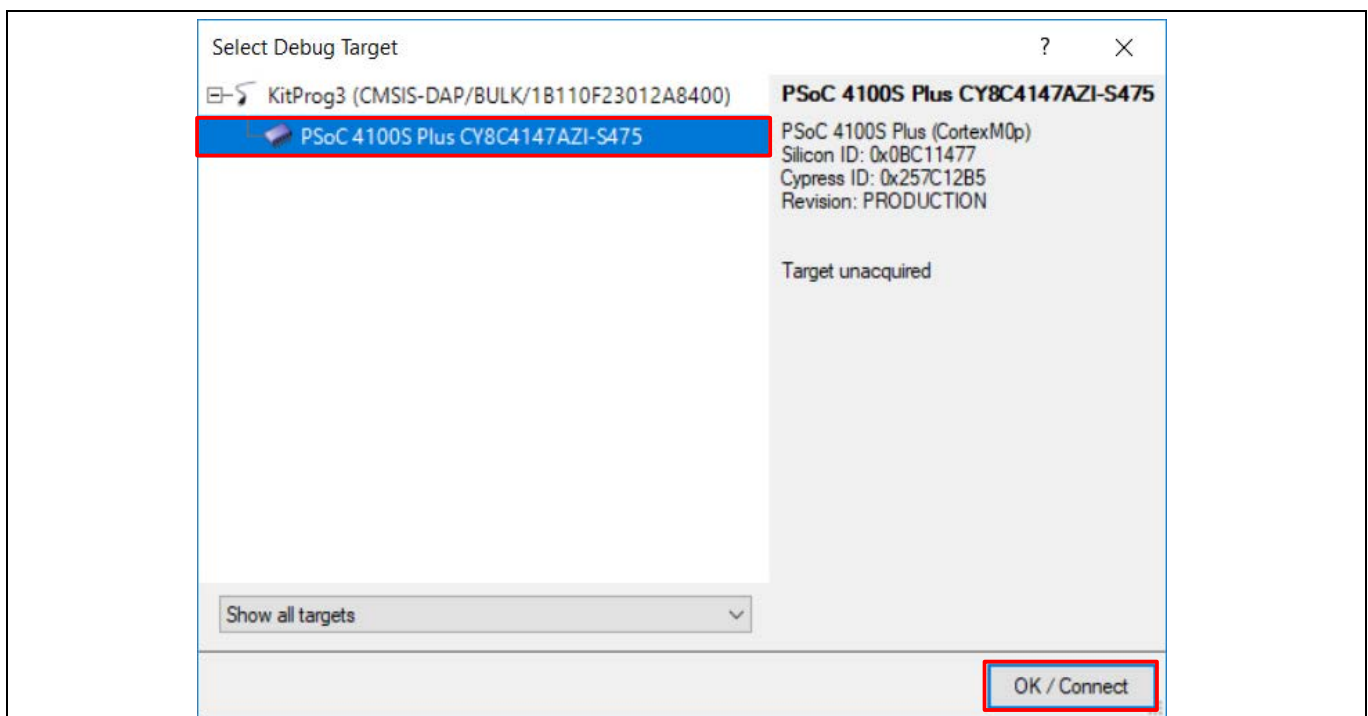 Select Debug Target
?
KitProg3 (CMSIS-DAP/BULK/1B110F23012A8400)
PSoC 4100S Plus CY8C4147AZI-S475
PSoC 4100S Plus CY8C4147AZI-S475
PSoC 4100S Plus (CortexM0p)
Silicon ID: 0x0BC11477
Cypress ID: 0x257C12B5
Revision: PRODUCTION
Target unacquired
Show all targets
OK / Connect